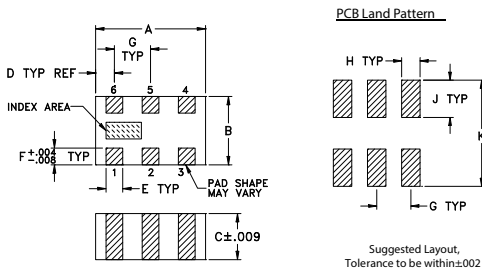 A
G
TYP
D TYP REF
6
5
4
INDEX AREA
B
F+.004
-.008 TYP
1
2
3
E TYP
PAD SHAPE
MAY VARY
C±.009
PCB Land Pattern
H TYP
J TYP
K
G TYP
Suggested Layout,
Tolerance to be within±002